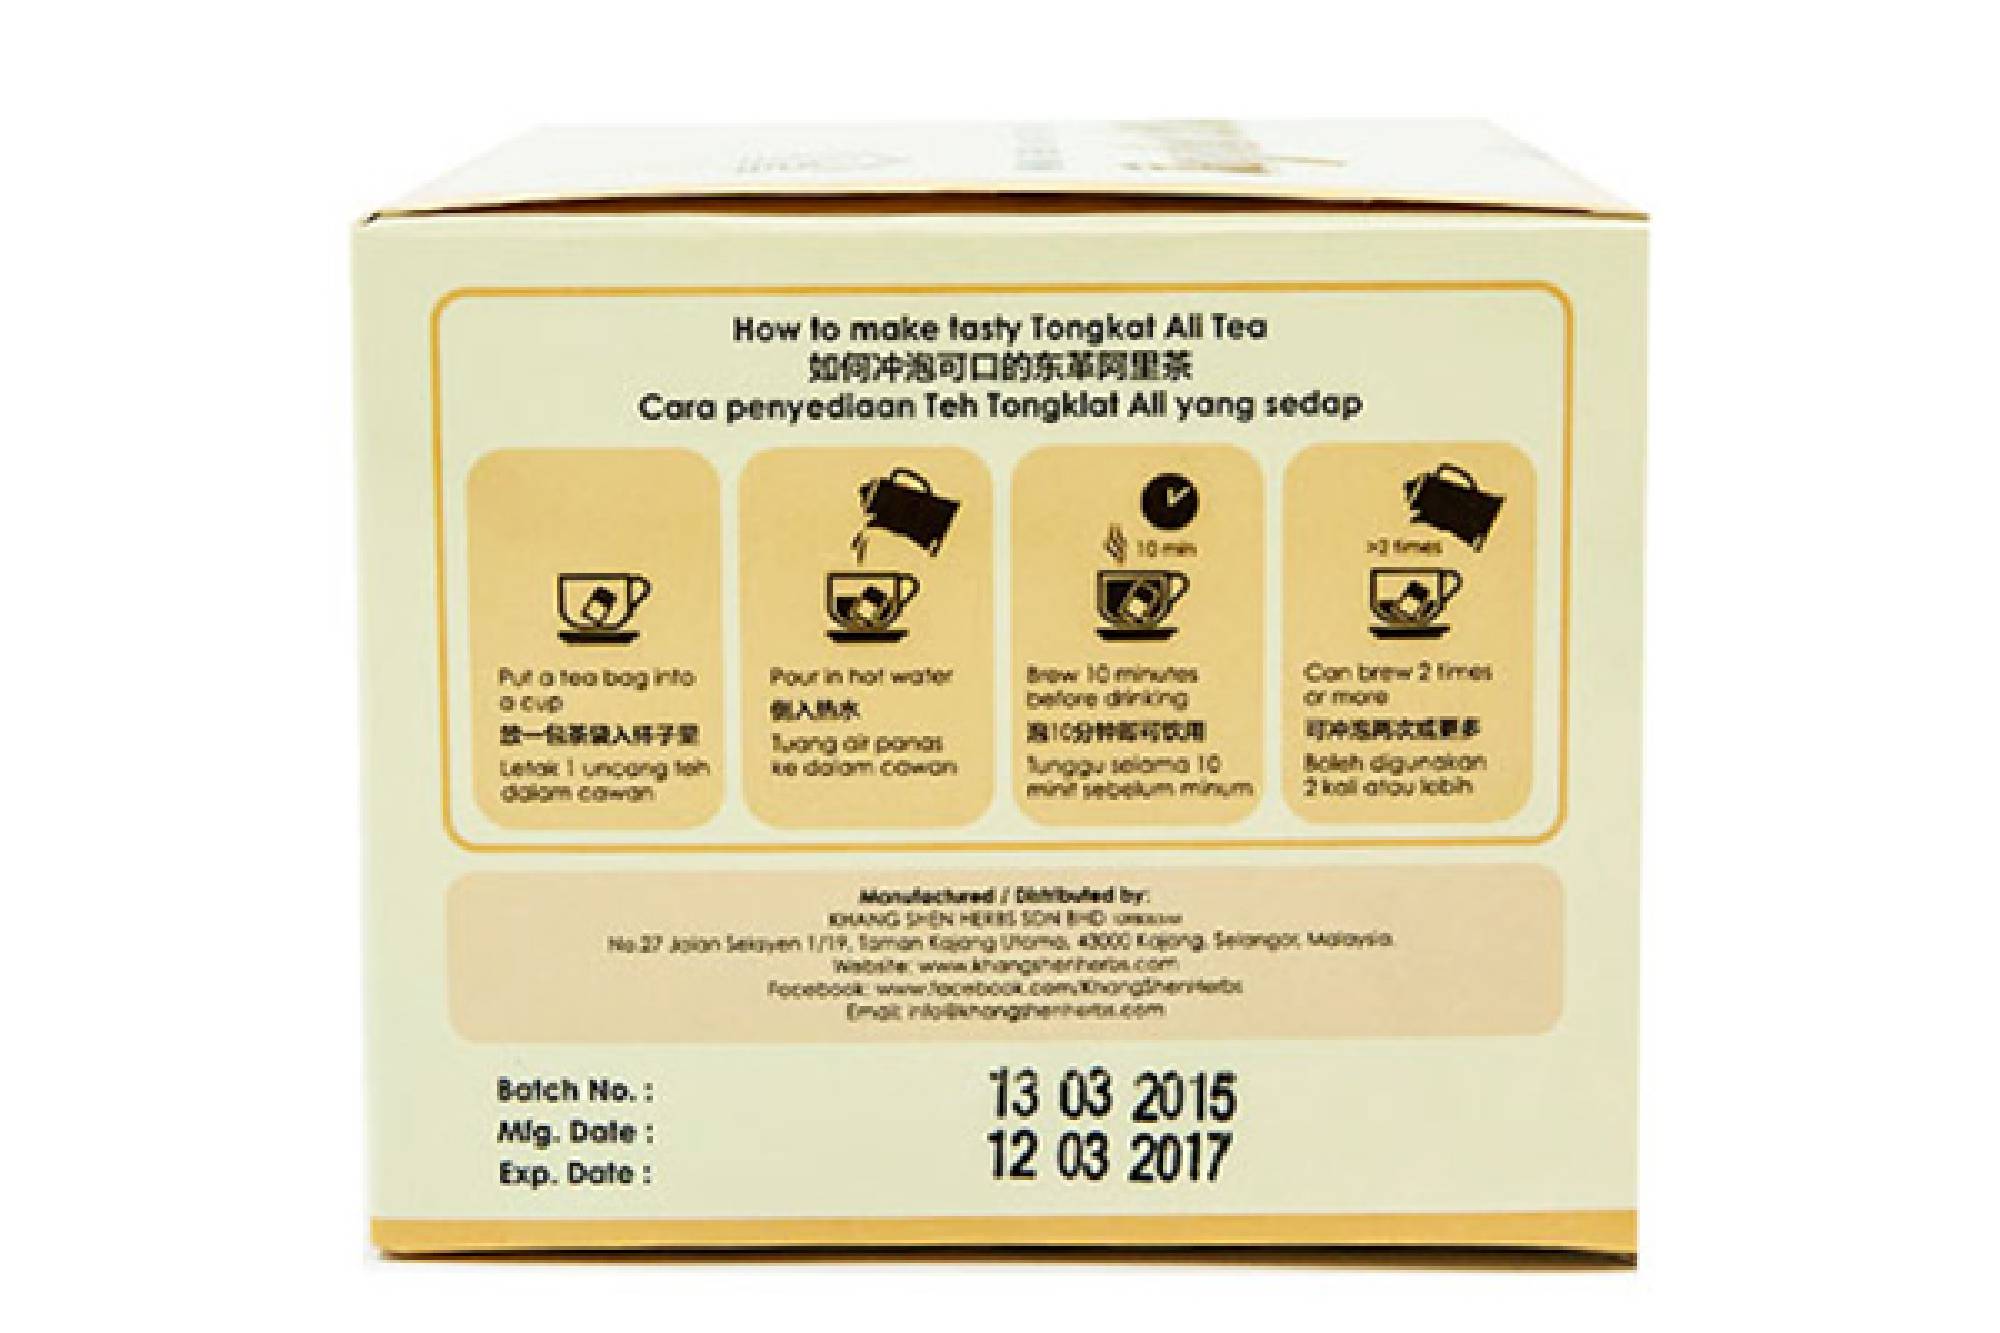 How to make tasty Tongkat Ali Tea
如何冲泡可口的东革阿里茶
Cara penyediaan Teh Tongklat Ali yang sedap
Put a tea bag into
a cup
放一包茶袋入杯子里
Letak 1 uncang teh
dalam cawan
Pour in hot water
倒入热水
Tuang air panas
ke dalam cawan
10 min
Brew 10 minutes
before drinking
泡10分钟即可饮用
Tunggu selama 10
minit sebelum minum
>2 times
Can brew 2 times
or more
可冲泡两次或更多
Boleh digunakan
2 kali atau lebih
Manufactured / Distributed by:
KHANG SHEN HERBS SDN BHD
No.27 Jalan Seksyen 1/19, Taman Kajang Utama, 43000 Kajang, Selangor, Malaysia.
Website: www.khangshenherbs.com
Facebook: www.facebook.com/KhangShenHerbs
Email: info@khangshenherbs.com
Batch No. :
13 03 2015
Mfg. Date :
12 03 2017
Exp. Date :